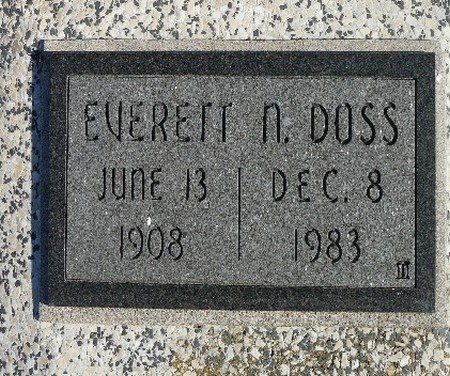 EVERETT N. DOSS
JUNE 13 DEC. 8
1908 1983